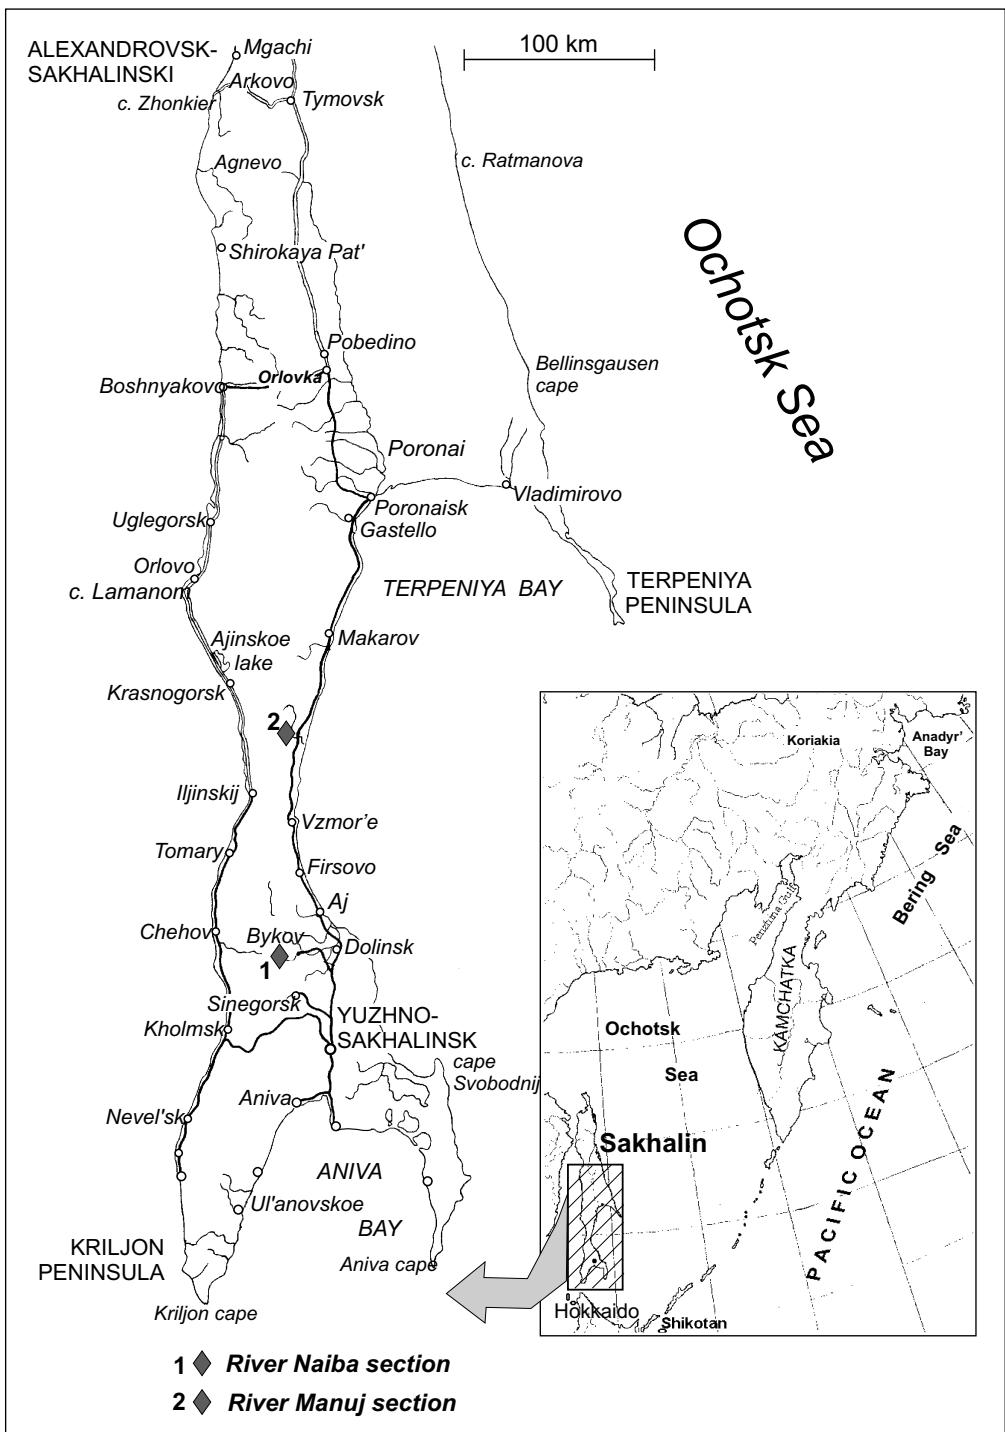 ALEXANDROVSK-
SAKHALINSKI
Mgachi
100 km
Arkovo
c. Zhonkier
Tymovsk
c. Ratmanova
Agnevo
Ochotsk Sea
Shirokaya Pat'
Pobedino
Bellinsgausen
cape
Orlovka
Boshnyakov
Poronai
Vladimirovo
Poronaisk
Gastello
Uglegorsk
Orlovo
c. Lamanon
TERPENIYA BAY
TERPENIYA
PENINSULA
Ajinskoe
lake
Makarov
Krasnogorsk
2
Iljinskij
Vzmor'e
Tomary
Firsovo
Aj
Chehov
Bykov
Dolinsk
1
Sinegorsk
YUZHNO-
SAKHALINSK
Kholmsk
cape
Svobodnij
Aniva
Nevel'sk
ANIVA
BAY
Ul'anovskoe
KRILJON
PENINSULA
Aniva cape
Kriljon cape
Koriakia
Anadyr'
Bay
Bering Sea
Penzhina Gulf
KAMCHATKA
Ochotsk
Sea
Sakhalin
PACIFIC OCEAN
Hokkaido
Shikotan
1 River Naiba section
2 River Manuj section